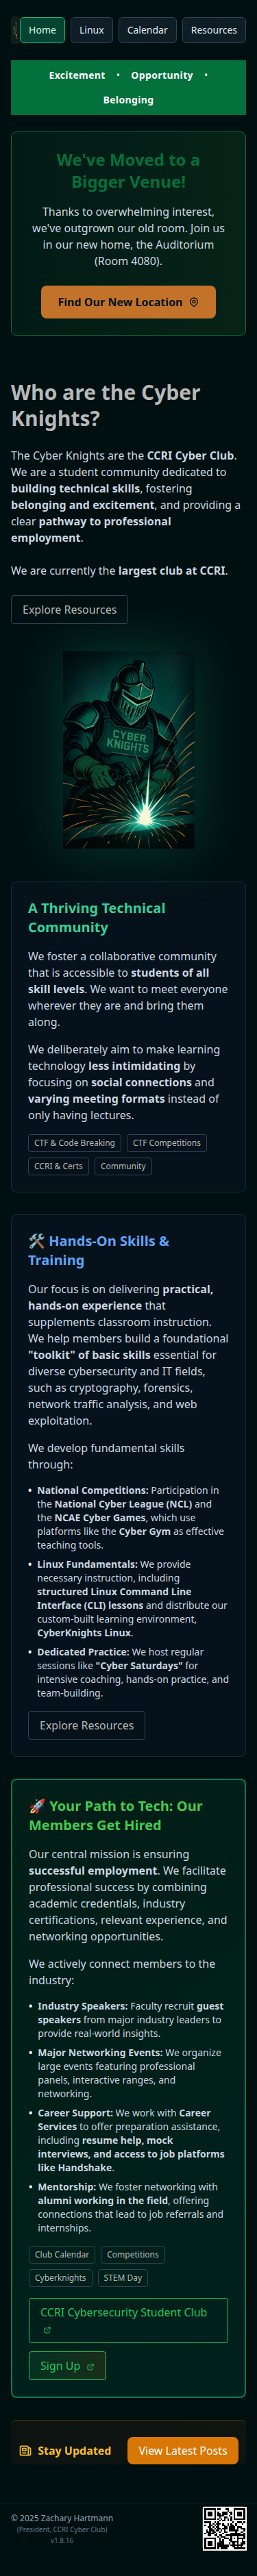 Home Linux Calendar Resources
Excitement • Opportunity •
Belonging
We've Moved to a
Bigger Venue!
Thanks to overwhelming interest,
we've outgrown our old room. Join us
in our new home, the Auditorium
(Room 4080).
Find Our New Location
Who are the Cyber
Knights?
The Cyber Knights are the CCRI Cyber Club.
We are a student community dedicated to
building technical skills, fostering
belonging and excitement, and providing a
clear pathway to professional
employment.
We are currently the largest club at CCRI.
Explore Resources
CYBER
KNIGHTS
A Thriving Technical
Community
We foster a collaborative community
that is accessible to students of all
skill levels. We want to meet everyone
wherever they are and bring them
along.
We deliberately aim to make learning
technology less intimidating by
focusing on social connections and
varying meeting formats instead of
only having lectures.
CTF & Code Breaking CTF Competitions
CCRI & Certs Community
🛠️ Hands-On Skills &
Training
Our focus is on delivering practical,
hands-on experience that
supplements classroom instruction.
We help members build a foundational
"toolkit" of basic skills essential for
diverse cybersecurity and IT fields,
such as cryptography, forensics,
network traffic analysis, and web
exploitation.
We develop fundamental skills
through:
• National Competitions: Participation in
the National Cyber League (NCL) and
the NCAE Cyber Games, which use
platforms like the Cyber Gym as effective
teaching tools.
• Linux Fundamentals: We provide
necessary instruction, including
structured Linux Command Line
Interface (CLI) lessons and distribute our
custom-built learning environment,
CyberKnights Linux.
• Dedicated Practice: We host regular
sessions like "Cyber Saturdays" for
intensive coaching, hands-on practice, and
team-building.
Explore Resources
🚀 Your Path to Tech: Our
Members Get Hired
Our central mission is ensuring
successful employment. We facilitate
professional success by combining
academic credentials, industry
certifications, relevant experience, and
networking opportunities.
We actively connect members to the
industry:
• Industry Speakers: Faculty recruit guest
speakers from major industry leaders to
provide real-world insights.
• Major Networking Events: We organize
large events featuring professional
panels, interactive ranges, and
networking.
• Career Support: We work with Career
Services to offer preparation assistance,
including resume help, mock
interviews, and access to job platforms
like Handshake.
• Mentorship: We foster networking with
alumni working in the field, offering
connections that lead to job referrals and
internships.
Club Calendar Competitions
Cyberknights STEM Day
CCRI Cybersecurity Student Club
Sign Up
Stay Updated View Latest Posts
© 2025 Zachary Hartmann
(President, CCRI Cyber Club)
v1.8.16